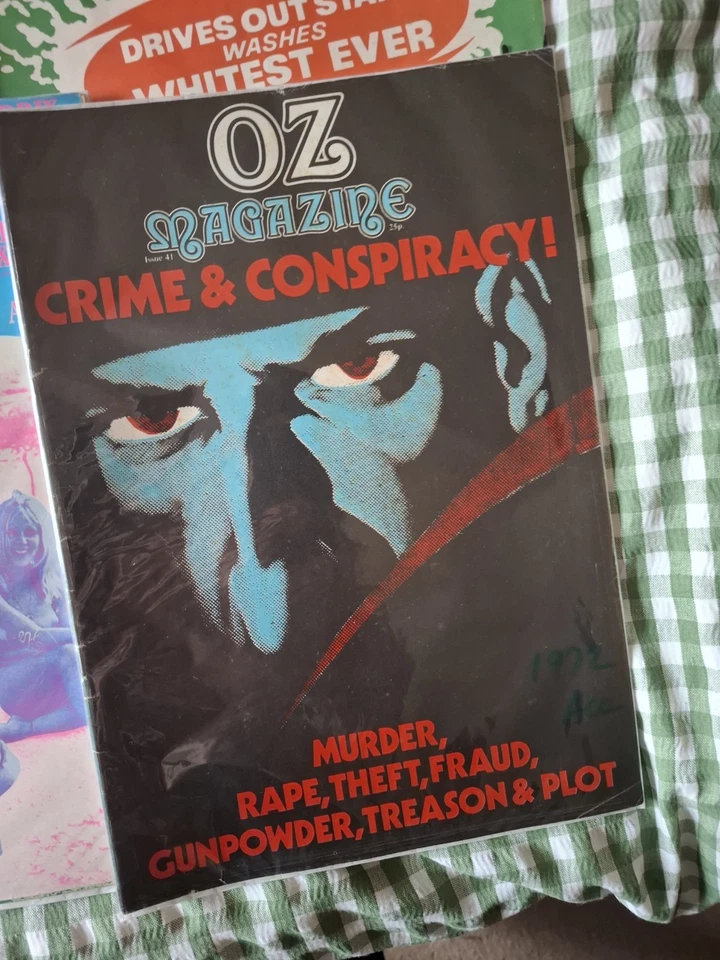 DRIVES OUT STA
WASHES
WHITEST EVER
OZ
MAGAZINE
Issue 41
25p.
CRIME & CONSPIRACY!
1972
MURDER,
RAPE, THEFT, FRAUD,
GUNPOWDER, TREASON & PLOT